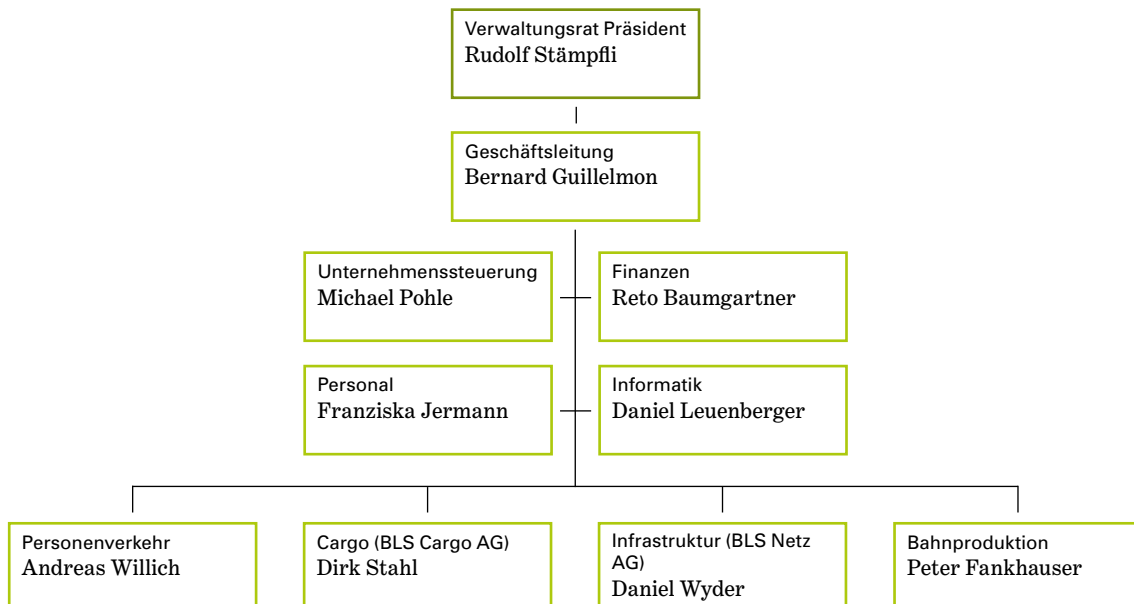 Verwaltungsrat Präsident
Rudolf Stämpfli
Geschäftsleitung
Bernard Guillelmon
Unternehmenssteuerung
Michael Pohle
Finanzen
Reto Baumgartner
Personal
Franziska Jermann
Informatik
Daniel Leuenberger
Personenverkehr
Andreas Willich
Cargo (BLS Cargo AG)
Dirk Stahl
Infrastruktur (BLS Netz
AG)
Daniel Wyder
Bahnproduktion
Peter Fankhauser